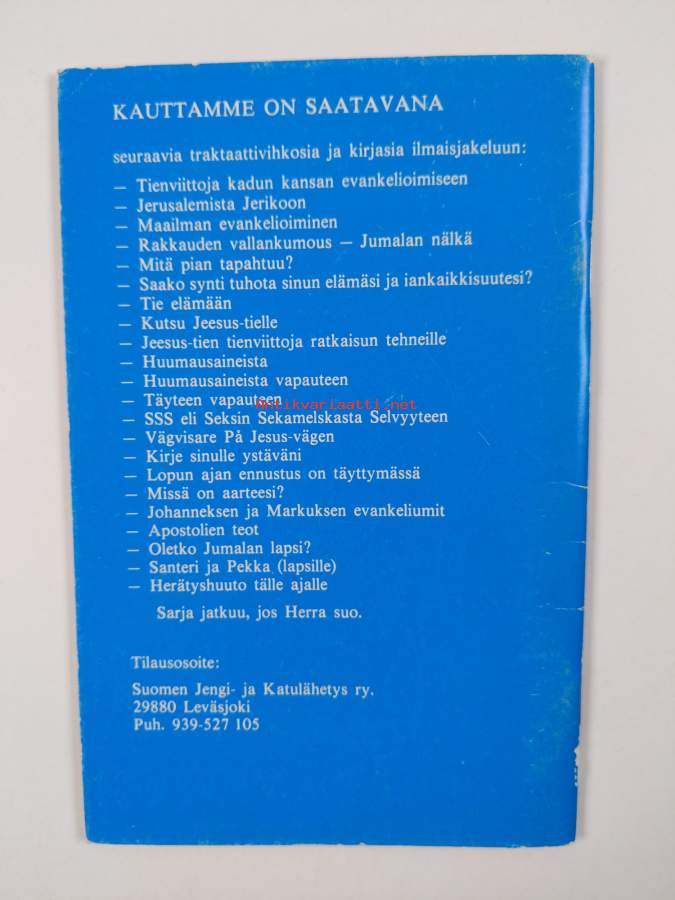 KAUTTAMME ON SAATAVANA
seuraavia traktaattivihkosia ja kirjasia ilmaisjakeluun:
— Tienviittoja kadun kansan evankelioimiseen
— Jerusalemista Jerikoon
— Maailman evankelioiminen
— Rakkauden vallankumous — Jumalan nälkä
— Mitä pian tapahtuu?
— Saako synti tuhota sinun elämäsi ja iankaikkisuutesi?
— Tie elämään
— Kutsu Jeesus-tielle
— Jeesus-tien tienviittoja ratkaisun tehneille
— Huumausaineista
— Huumausaineista vapauteen
— Täyteen vapauteen
Antikvariaatti.net
— SSS eli Seksin Sekamelskasta Selvyyteen
— Vägvisare På Jesus-vägen
— Kirje sinulle ystäväni
— Lopun ajan ennustus on täyttymässä
— Missä on aarteesi?
— Johanneksen ja Markuksen evankeliumit
— Apostolien teot
— Oletko Jumalan lapsi?
— Santeri ja Pekka (lapsille)
— Herätyshuuto tälle ajalle
Sarja jatkuu, jos Herra suo.
Tilausosoite:
Suomen Jengi- ja Katulähetys ry.
29880 Leväsjoki
Puh. 939-527 105